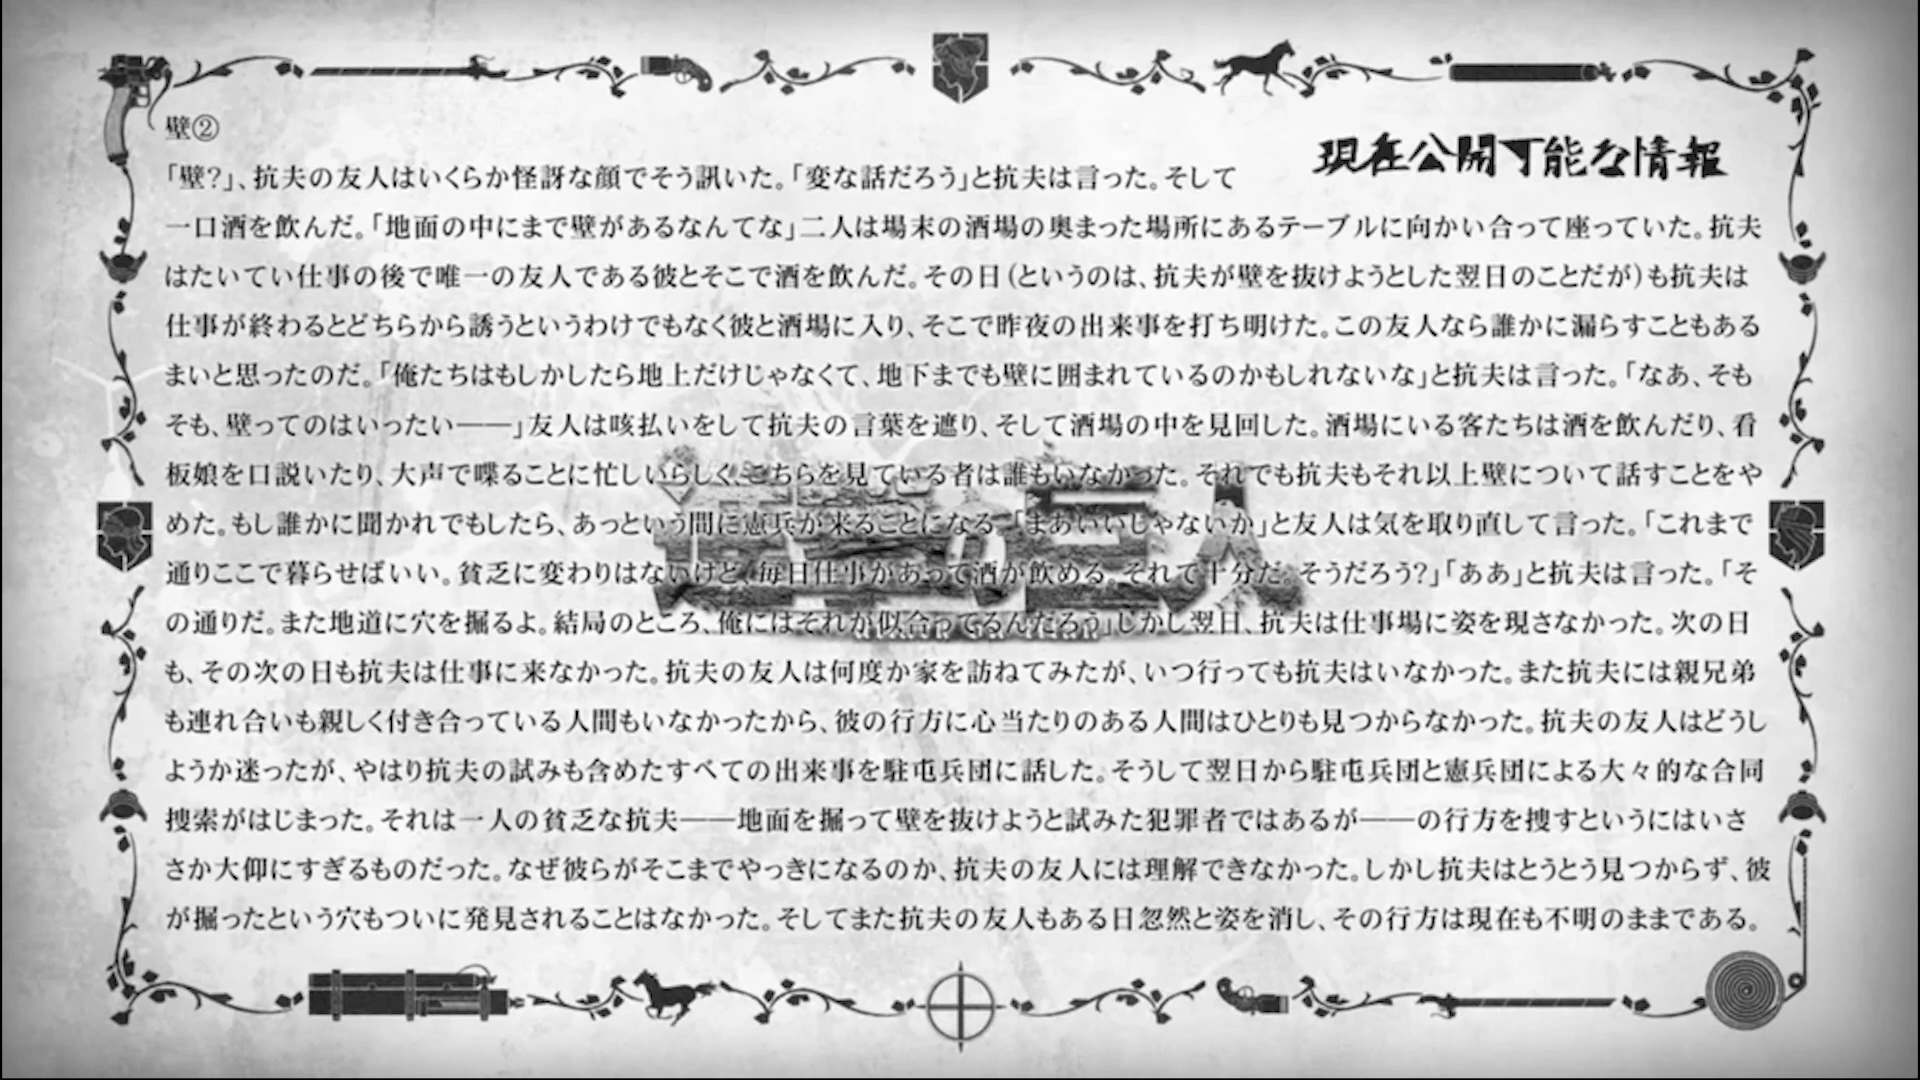 壁②
現在公開可能な情報
「壁?」、抗夫の友人はいくらか怪訝な顔でそう訊いた。「変な話だろう」と抗夫は言った。そして
一口酒を飲んだ。「地面の中にまで壁があるなんてな」二人は場末の酒場の奥まった場所にあるテーブルに向かい合って座っていた。抗夫
はたいてい仕事の後で唯一の友人である彼とそこで酒を飲んだ。その日(というのは、抗夫が壁を抜けようとした翌日のことだが)も抗夫は
仕事が終わるとどちらから誘うというわけでもなく彼と酒場に入り、そこで昨夜の出来事を打ち明けた。この友人なら誰かに漏らすこともある
まいと思ったのだ。「俺たちはもしかしたら地上だけじゃなくて、地下までも壁に囲まれているのかもしれないな」と抗夫は言った。「なあ、そも
そも、壁ってのはいったい――」友人は咳払いをして抗夫の言葉を遮り、そして酒場の中を見回した。酒場にいる客たちは酒を飲んだり、看
板娘を口説いたり、大声で喋ることに忙しいらしく、こちらを見ている者は誰もいなかった。それでも抗夫もそれ以上壁について話すことをや
めた。もし誰かに聞かれでもしたら、あっという間に憲兵が来ることになる。「まあいいじゃないか」と友人は気を取り直して言った。「これまで
通りここで暮らせばいい。貧乏に変わりはないけど、毎日仕事があって酒が飲める。それで十分だ。そうだろう?」「ああ」と抗夫は言った。「そ
の通りだ。また地道に穴を掘るよ。結局のところ、俺にはそれが似合ってるんだろう」しかし翌日、抗夫は仕事場に姿を現さなかった。次の日
も、その次の日も抗夫は仕事に来なかった。抗夫の友人は何度か家を訪ねてみたが、いつ行っても抗夫はいなかった。また抗夫には親兄弟
も連れ合いも親しく付き合っている人間もいなかったから、彼の行方に心当たりのある人間はひとりも見つからなかった。抗夫の友人はどうし
ようか迷ったが、やはり抗夫の試みも含めたすべての出来事を駐屯兵団に話した。そうして翌日から駐屯兵団と憲兵団による大々的な合同
捜索がはじまった。それは一人の貧乏な抗夫――地面を掘って壁を抜けようと試みた犯罪者ではあるが――の行方を捜すというにはいさ
さか大仰にすぎるものだった。なぜ彼らがそこまでやっきになるのか、抗夫の友人には理解できなかった。しかし抗夫はとうとう見つからず、彼
が掘ったという穴もついに発見されることはなかった。そしてまた抗夫の友人もある日忽然と姿を消し、その行方は現在も不明のままである。
進撃の巨人